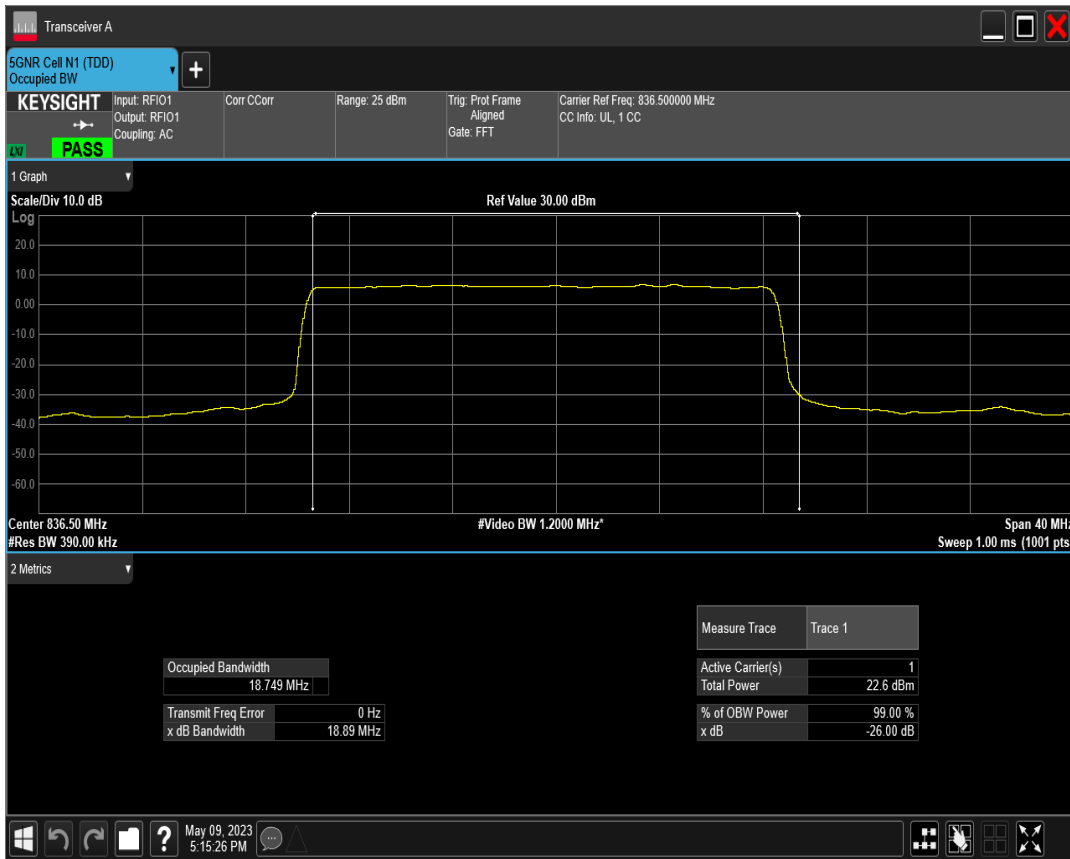 Transceiver A
5GNR Cell N1 (TDD)
Occupied BW
+
KEYSIGHT
LXI
PASS
Input: RFIO1
Output: RFIO1
Coupling: AC
Corr CCorr
Range: 25 dBm
Trig: Prot Frame
Aligned
Gate: FFT
Carrier Ref Freq: 836.500000 MHz
CC Info: UL, 1 CC
1 Graph
Scale/Div 10.0 dB
Ref Value 30.00 dBm
Log
20.0
10.0
0.00
-10.0
-20.0
-30.0
-40.0
-50.0
-60.0
Center 836.50 MHz
#Video BW 1.2000 MHz*
Span 40 MHz
#Res BW 390.00 kHz
Sweep 1.00 ms (1001 pts
2 Metrics
Measure Trace Trace 1
Occupied Bandwidth
18.749 MHz
Active Carrier(s) 1
Total Power 22.6 dBm
Transmit Freq Error 0 Hz
x dB Bandwidth 18.89 MHz
% of OBW Power 99.00 %
x dB -26.00 dB
?
May 09, 2023
5:15:26 PM